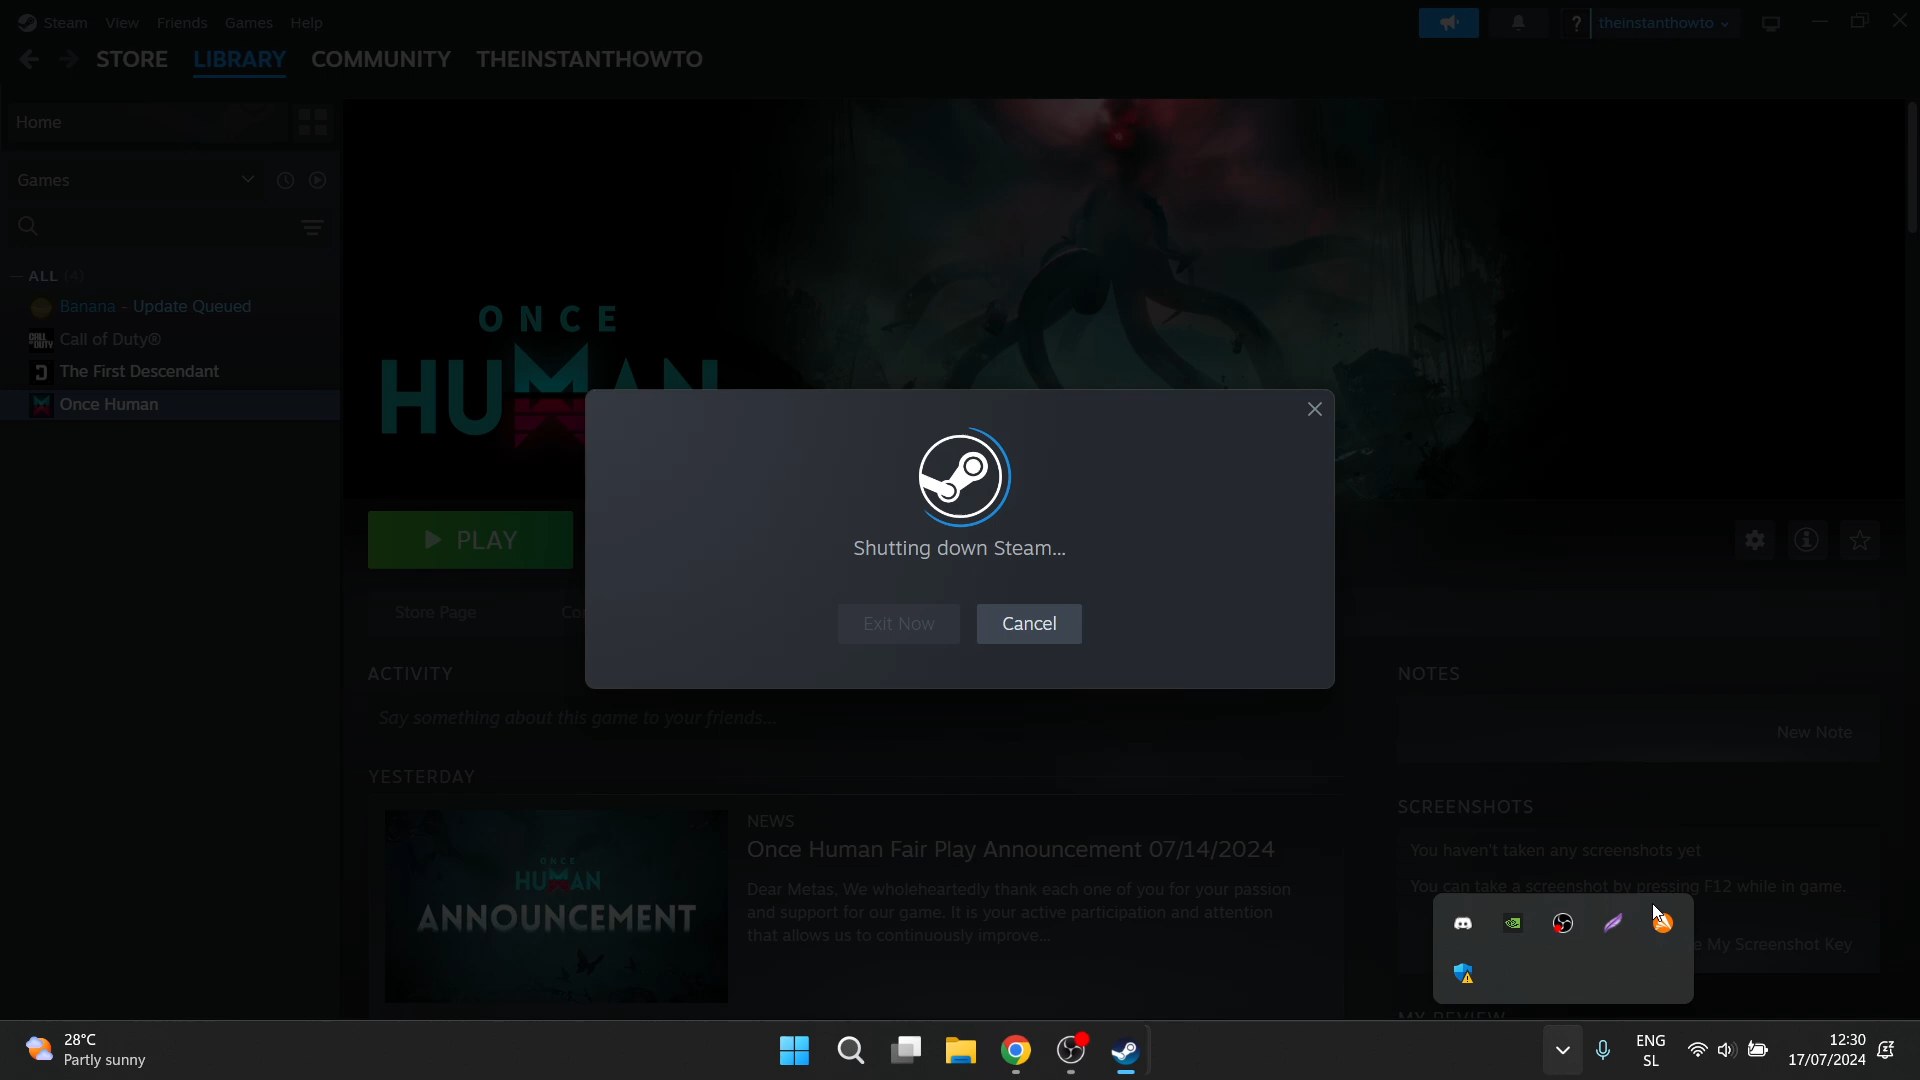 Steam View Friends Games Help
theinstanthowto
STORE LIBRARY COMMUNITY THEINSTANTHOWTO
Home
Games
ALL (4)
Banana - Update Queued
Call of Duty®
The First Descendant
Once Human
ONCE
HUMAN
Shutting down Steam...
Exit Now
Cancel
PLAY
Store Page
ACTIVITY
Say something about this game to your friends...
YESTERDAY
NEWS
Once Human Fair Play Announcement 07/14/2024
Dear Metas, We wholeheartedly thank each one of you for your passion
and support for our game. It is your active participation and attention
that allows us to continuously improve...
ONCE
HUMAN
ANNOUNCEMENT
NOTES
New Note
SCREENSHOTS
You haven't taken any screenshots yet
You can take a screenshot by pressing F12 while in game.
My Screenshot Key
MY REVIEW
28°C
Partly sunny
ENG
SL
12:30
17/07/2024